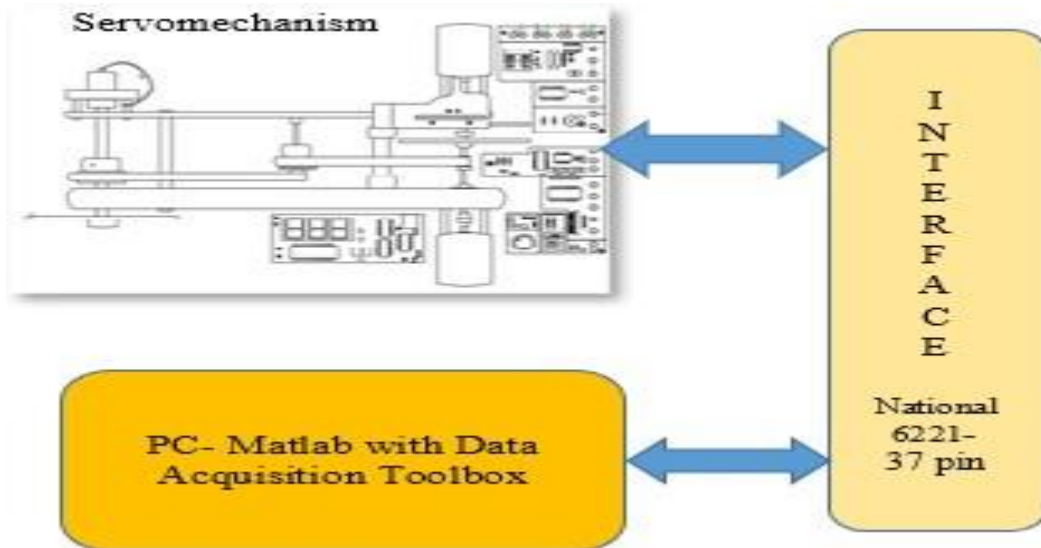 Servomechanism
I
N
T
E
R
F
A
C
E
National
6221-
37 pin
PC- Matlab with Data
Acquisition Toolbox